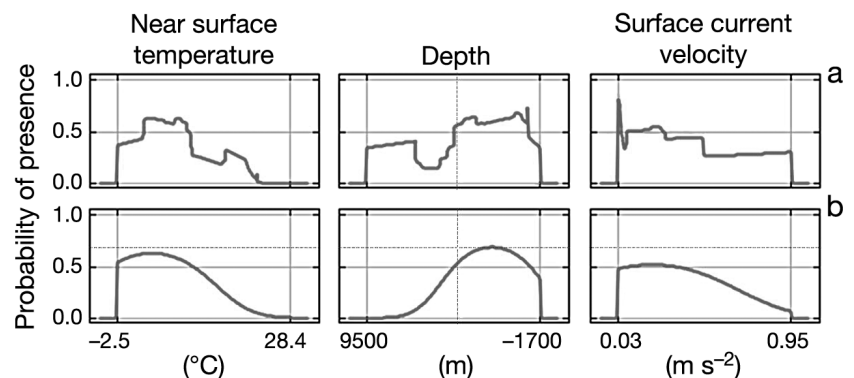 Near surface
temperature
Depth
Surface current
velocity
a
Probability of presence
1.0
0.5
0.0
b
1.0
0.5
0.0
−2.5 28.4 9500 −1700 0.03 0.95
(°C) (m) (m s–2)